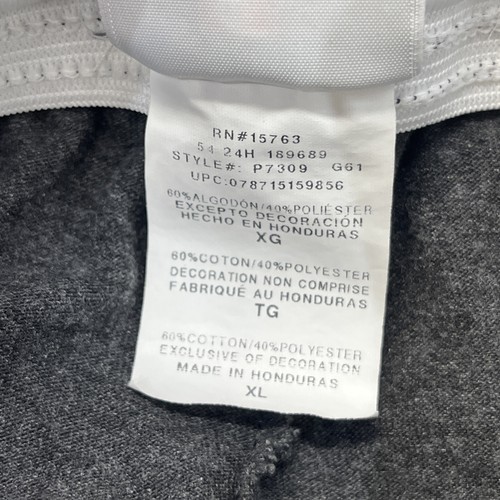 RN#15763
54 24H 189689
STYLE#: P7309 G61
UPC:078715159856
60%ALGODÓN/40%POLIÉSTER
EXCEPTO DECORACIÓN
HECHO EN HONDURAS
XG
60%COTON/40%POLYESTER
DECORATION NON COMPRISE
FABRIQUÉ AU HONDURAS
TG
60%COTTON/40%POLYESTER
EXCLUSIVE OF DECORATION
MADE IN HONDURAS
XL